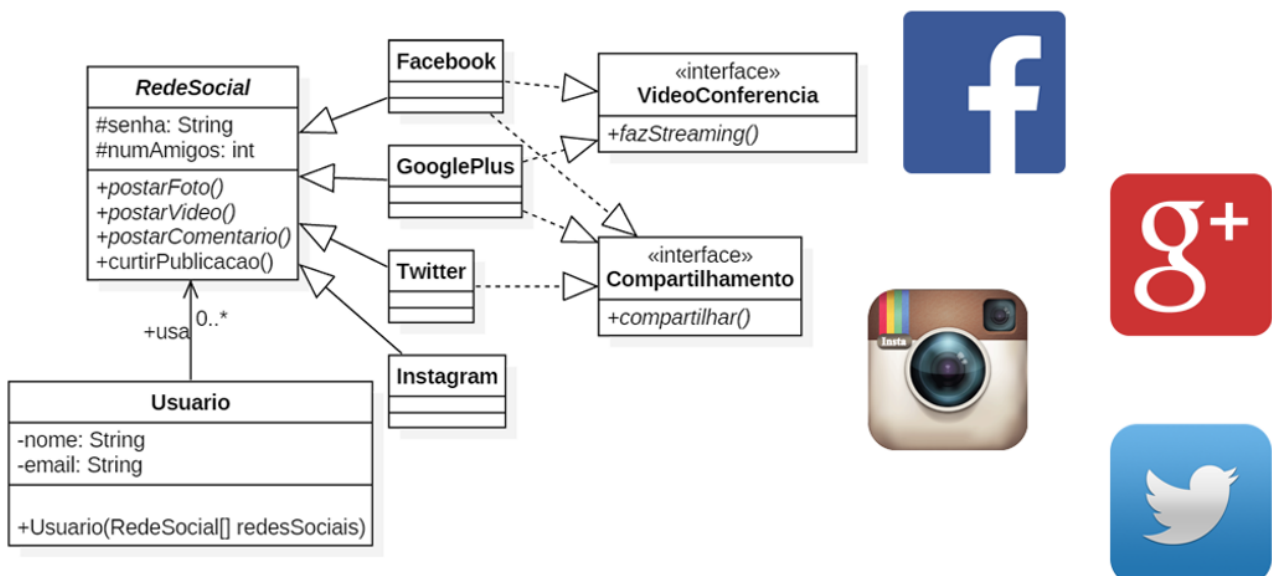 RedeSocial
#senha: String
#numAmigos: int
+postarFoto()
+postarVideo()
+postarComentario()
+curtirPublicacao()
+usa
0..*
Usuario
-nome: String
-email: String
+Usuario(RedeSocial[] redesSociais)
Facebook
GooglePlus
Twitter
Instagram
«interface»
VideoConferencia
+fazStreaming()
«interface»
Compartilhamento
+compartilhar()
f
g+
Insta